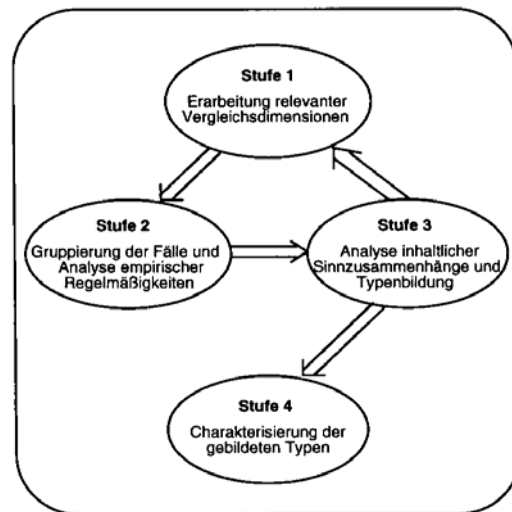 Stufe 1
Erarbeitung relevanter
Vergleichsdimensionen
Stufe 2
Gruppierung der Fälle und
Analyse empirischer
Regelmäßigkeiten
Stufe 3
Analyse inhaltlicher
Sinnzusammenhänge und
Typenbildung
Stufe 4
Charakterisierung der
gebildeten Typen